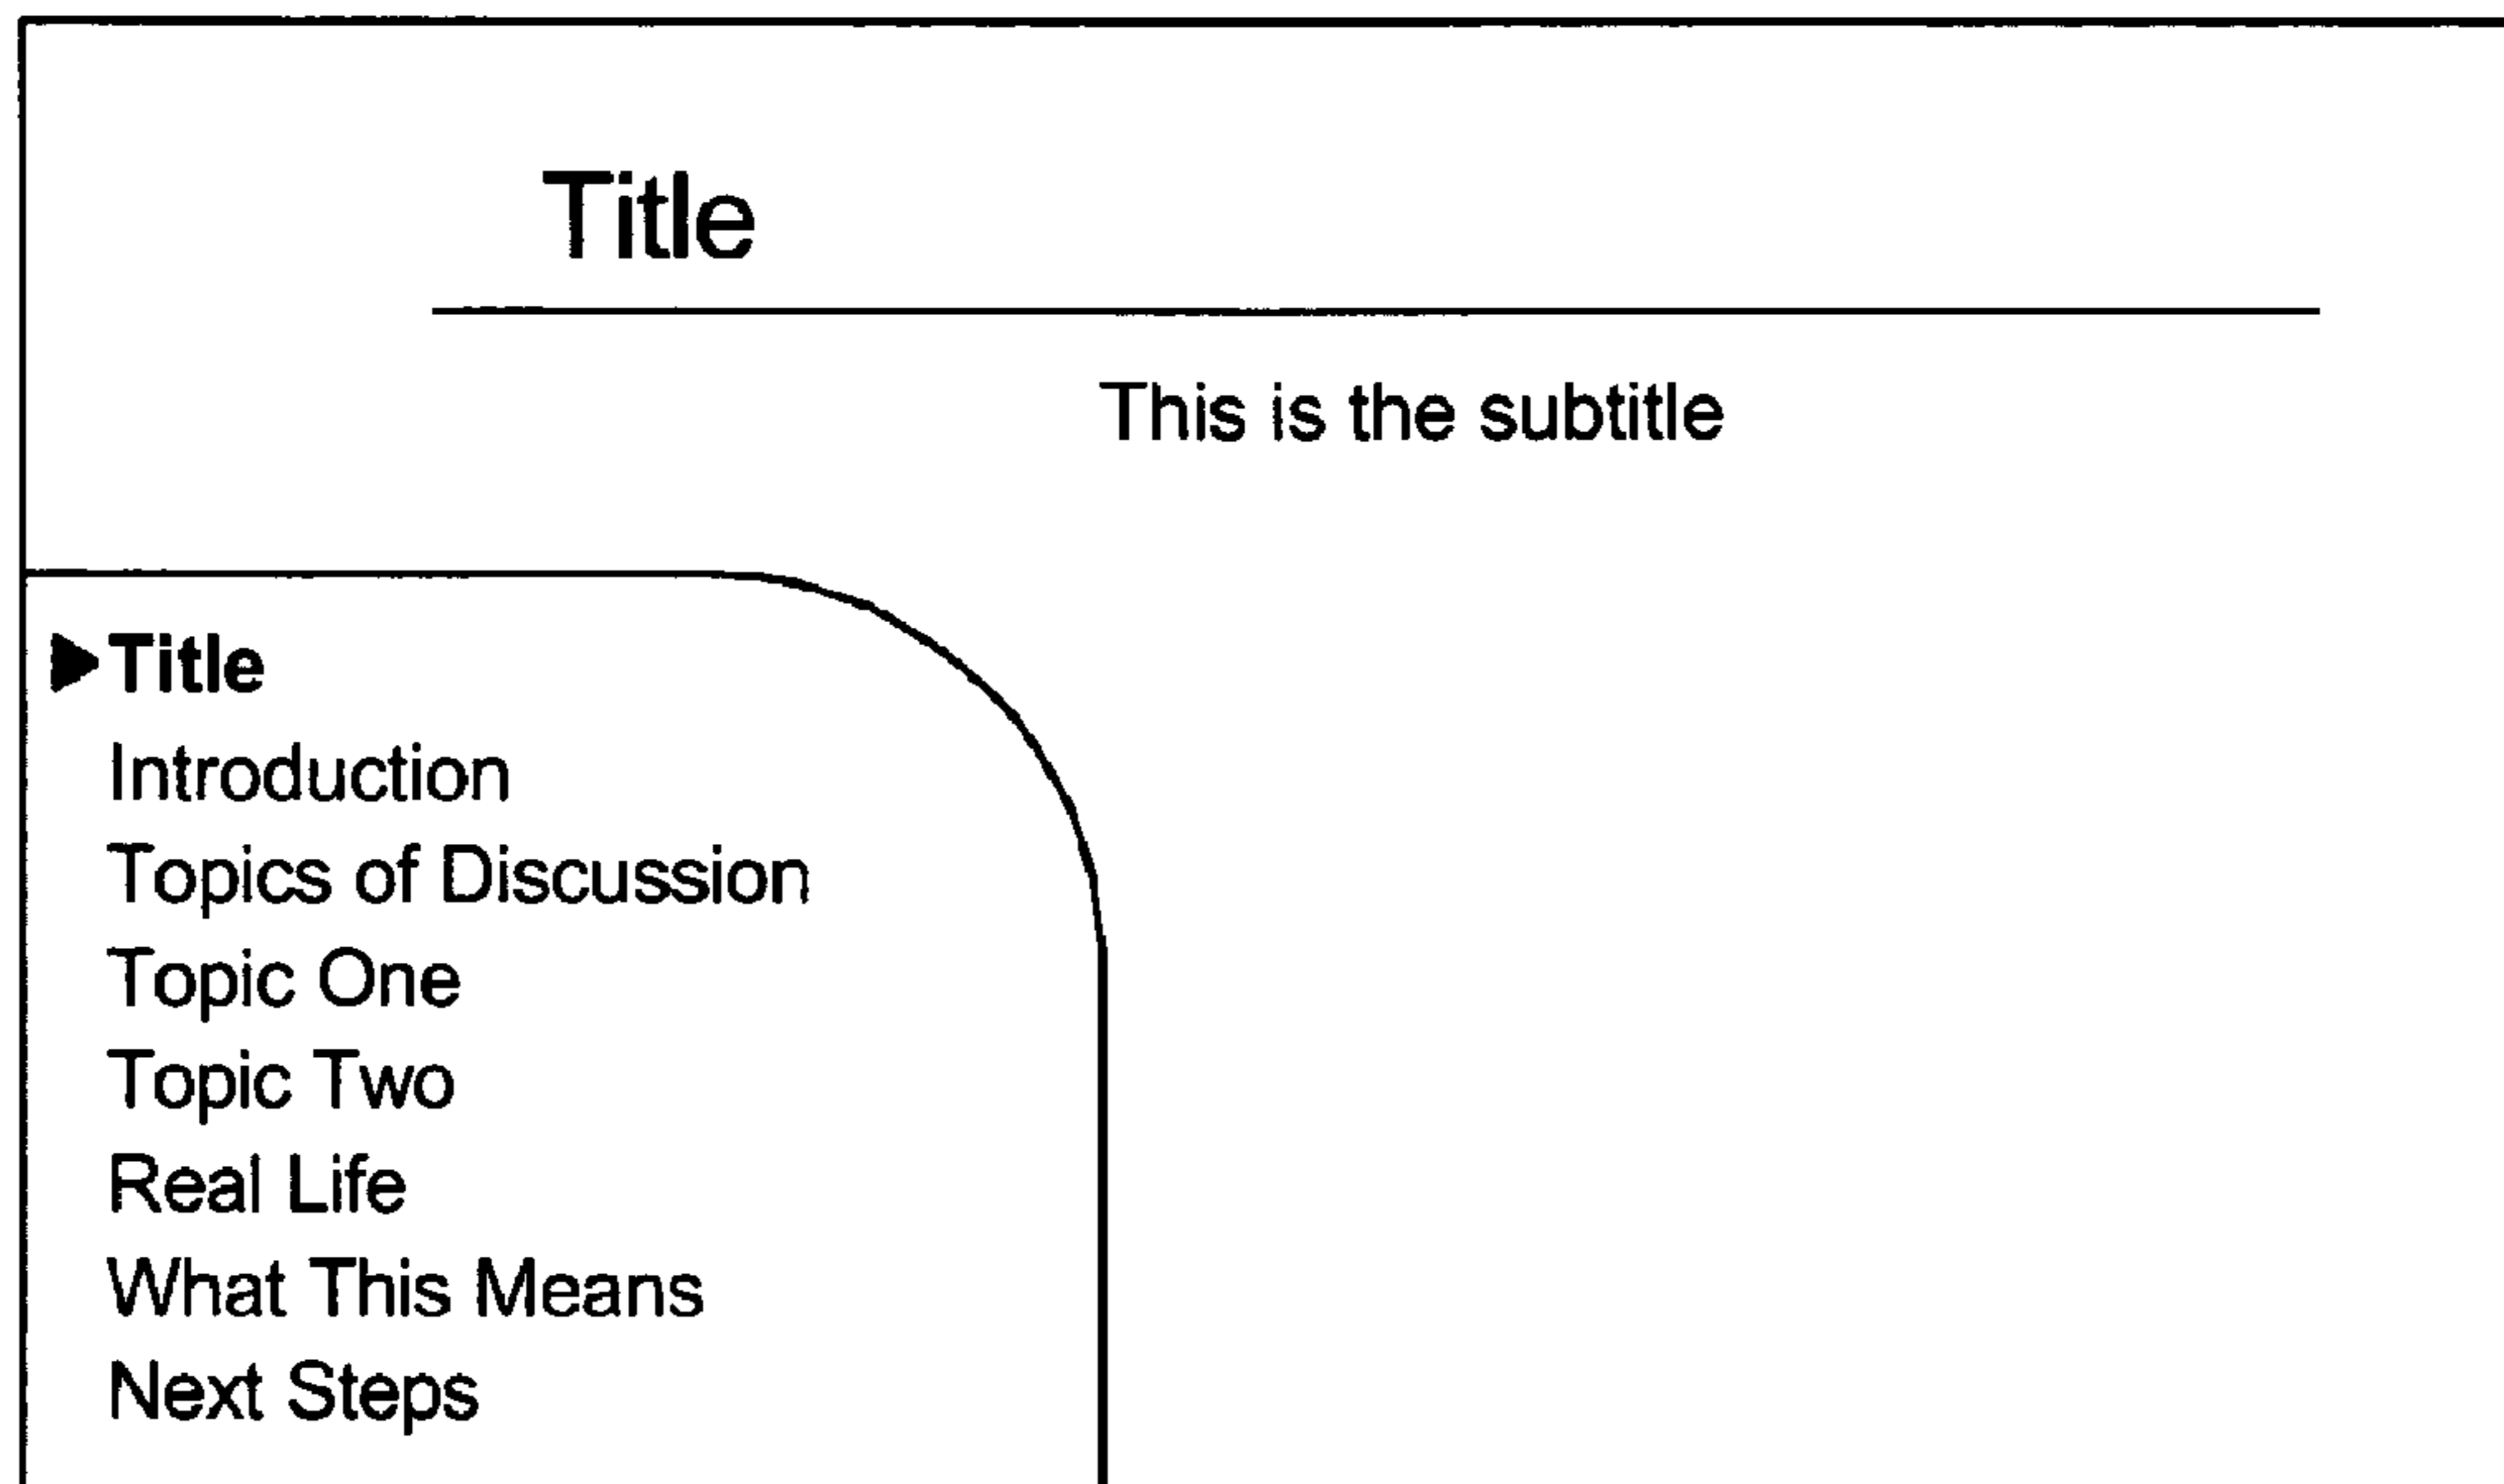 Title
This is the subtitle
Title
Introduction
Topics of Discussion
Topic One
Topic Two
Real Life
What This Means
Next Steps